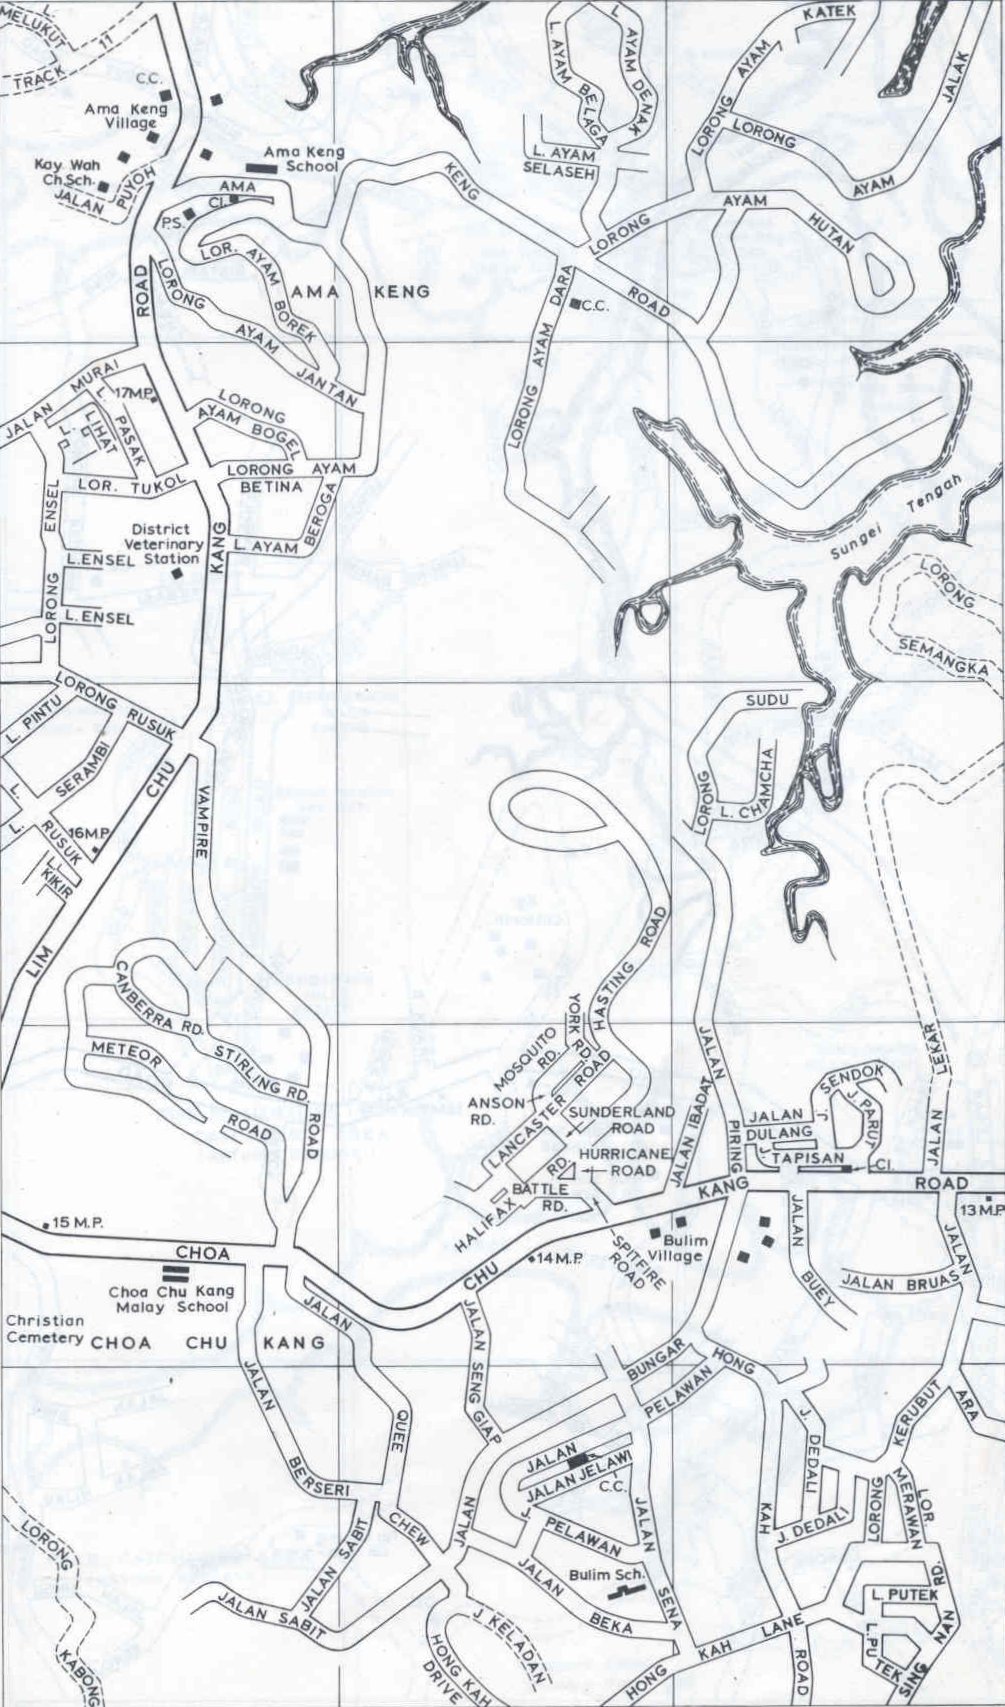 L.
MELUKUT
11
TRACK
C.C.
Ama Keng
Village
Kay Wah
Ch.Sch.
JALAN
PUYOH
Ama Keng
School
AMA
KENG
CI.
P.S.
LOR. AYAM BOREK
LORONG AYAM JANTAN
ROAD
AMA KENG
L. AYAM BELAGA
L. AYAM DENAK
L. AYAM
SELASEH
KATEK
LORONG AYAM
LORONG AYAM
JALAK
LORONG AYAM
HUTAN
ROAD
C.C.
LORONG AYAM DARA
JALAN MURAI
17M.P.
L. PASAK
L. LIHAT
LOR. TUKOL
LORONG
AYAM BOGEL
LORONG AYAM
BETINA
BEROGA
L. AYAM
District
Veterinary
Station
KANG
LORONG ENSEL
L.ENSEL
L.ENSEL
Sungei Tengah
LORONG
SEMANGKA
LORONG RUSUK
L. PINTU
L. SERAMBI
L. RUSUK
16M.P.
L. KIKIR
CHU
LIM
VAMPIRE
SUDU
LORONG
L. CHAMCHA
CANBERRA RD.
STIRLING RD.
METEOR
ROAD
ROAD
HASTING ROAD
YORK RD.
MOSQUITO
RD.
ANSON
RD.
LANCASTER
ROAD
SUNDERLAND
ROAD
HURRICANE
ROAD
RD.
BATTLE
RD.
HALIFAX
SPITFIRE
ROAD
JALAN IBADAT
JALAN
PIRING
JALAN
DULANG
J.
TAPISAN
SENDOK
J.
J. PARUT
CI.
JALAN LEKAR
15 M.P.
CHOA
CHU
KANG
ROAD
13 M.P.
14 M.P.
Bulim
Village
Choa Chu Kang
Malay School
Christian
Cemetery
CHOA CHU KANG
JALAN
BUEY
JALAN BRUAS
JALAN
KERUBUT
ARA
JALAN
QUEE
CHEW
JALAN
BERSERI
JALAN SABIT
JALAN SABIT
JALAN SENG GIAP
BUNGAR
JALAN
PELAWAN
HONG
KAH
ROAD
JALAN
JALAN JELAWI
C.C.
J.
PELAWAN
JALAN
SENA
Bulim Sch.
JALAN
BEKA
J. DEDALI
J. DEDALI
LORONG
LOR
MERAWAN
L. PUTEK
L.PU
TEK
SING
NAN
RD.
HONG KAH LANE
HONG KAH
DRIVE
J. KELADAN
LORONG
KABONG